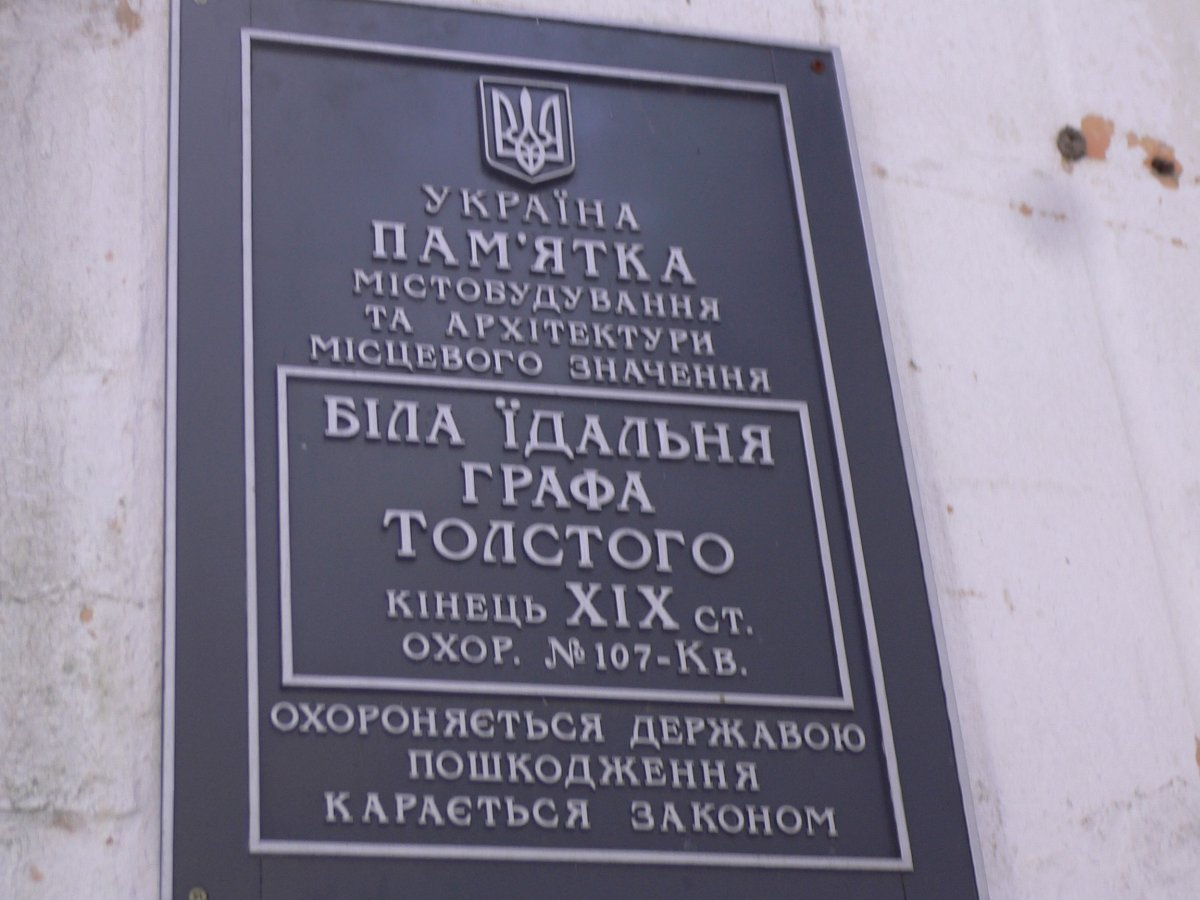 УКРАЇНА
ПАМ'ЯТКА
МІСТОБУДУВАННЯ
ТА АРХІТЕКТУРИ
МІСЦЕВОГО ЗНАЧЕННЯ
БІЛА ЇДАЛЬНЯ
ГРАФА
ТОЛСТОГО
КІНЕЦЬ XIX СТ.
ОХОР. №107-КВ.
ОХОРОНЯЄТЬСЯ ДЕРЖАВОЮ
ПОШКОДЖЕННЯ
КАРАЄТЬСЯ ЗАКОНОМ